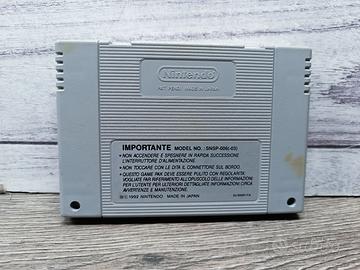 Nintendo
PAT. PEND. MADE IN JAPAN
IMPORTANTE MODEL NO. : SNSP-006(-03)
• NON ACCENDERE E SPEGNERE IN RAPIDA SUCCESSIONE
L'INTERRUTTORE D'ALIMENTAZIONE.
• NON TOCCARE CON LE DITA IL CONNETTORE SUL BORDO.
• QUESTO GAME PAK DEVE ESSERE PULITO CON REGOLARITÀ.
VOGLIATE FAR RIFERIMENTO ALL'OPUSCOLO DELLE INFORMAZIONI
PER L'UTENTE PER ULTERIORI DETTAGLIATE INFORMAZIONI CIRCA
AVVERTENZE E MANUTENZIONE.
© 1992 NINTENDO MADE IN JAPAN